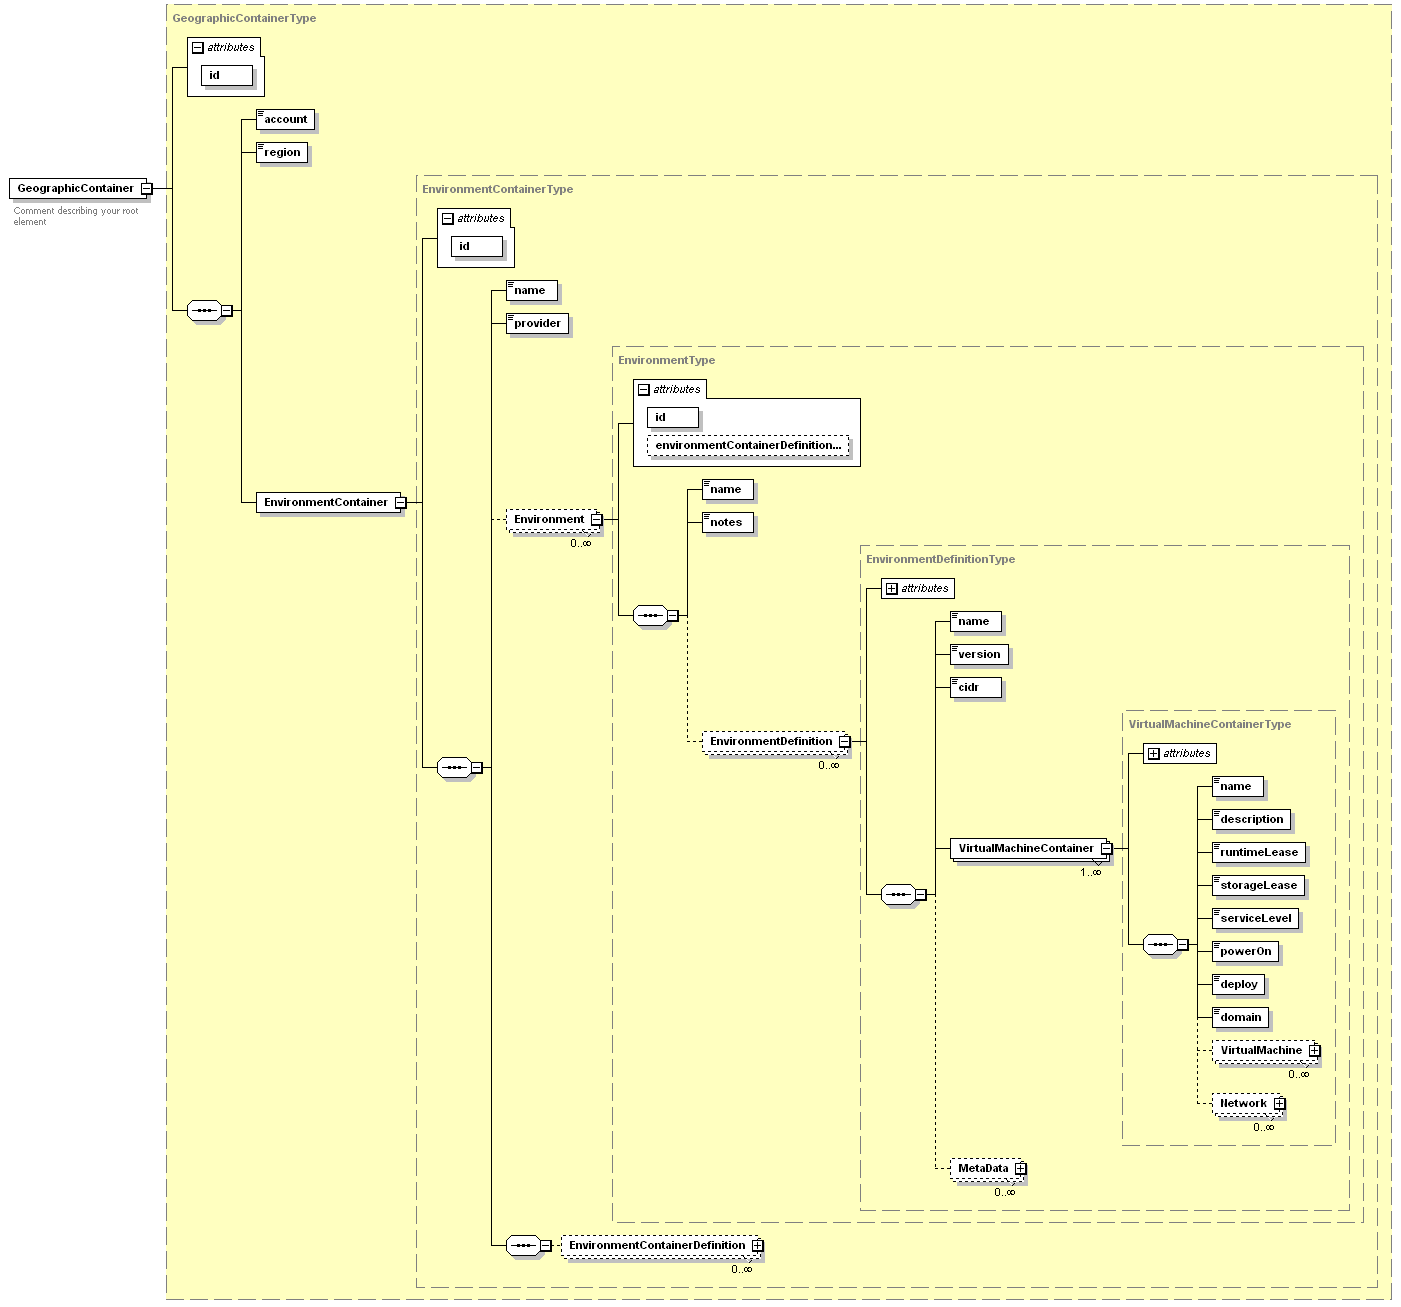 GeographicContainerType
attributes
id
account
region
GeographicContainer
Comment describing your root
element
EnvironmentContainerType
attributes
id
name
provider
EnvironmentType
attributes
id
environmentContainerDefinition...
name
notes
EnvironmentContainer
Environment
0..∞
EnvironmentDefinitionType
attributes
name
version
cidr
EnvironmentDefinition
0..∞
VirtualMachineContainerType
attributes
name
description
VirtualMachineContainer
1..∞
runtimeLease
storageLease
serviceLevel
powerOn
deploy
domain
VirtualMachine
0..∞
Network
0..∞
MetaData
0..∞
EnvironmentContainerDefinition
0..∞